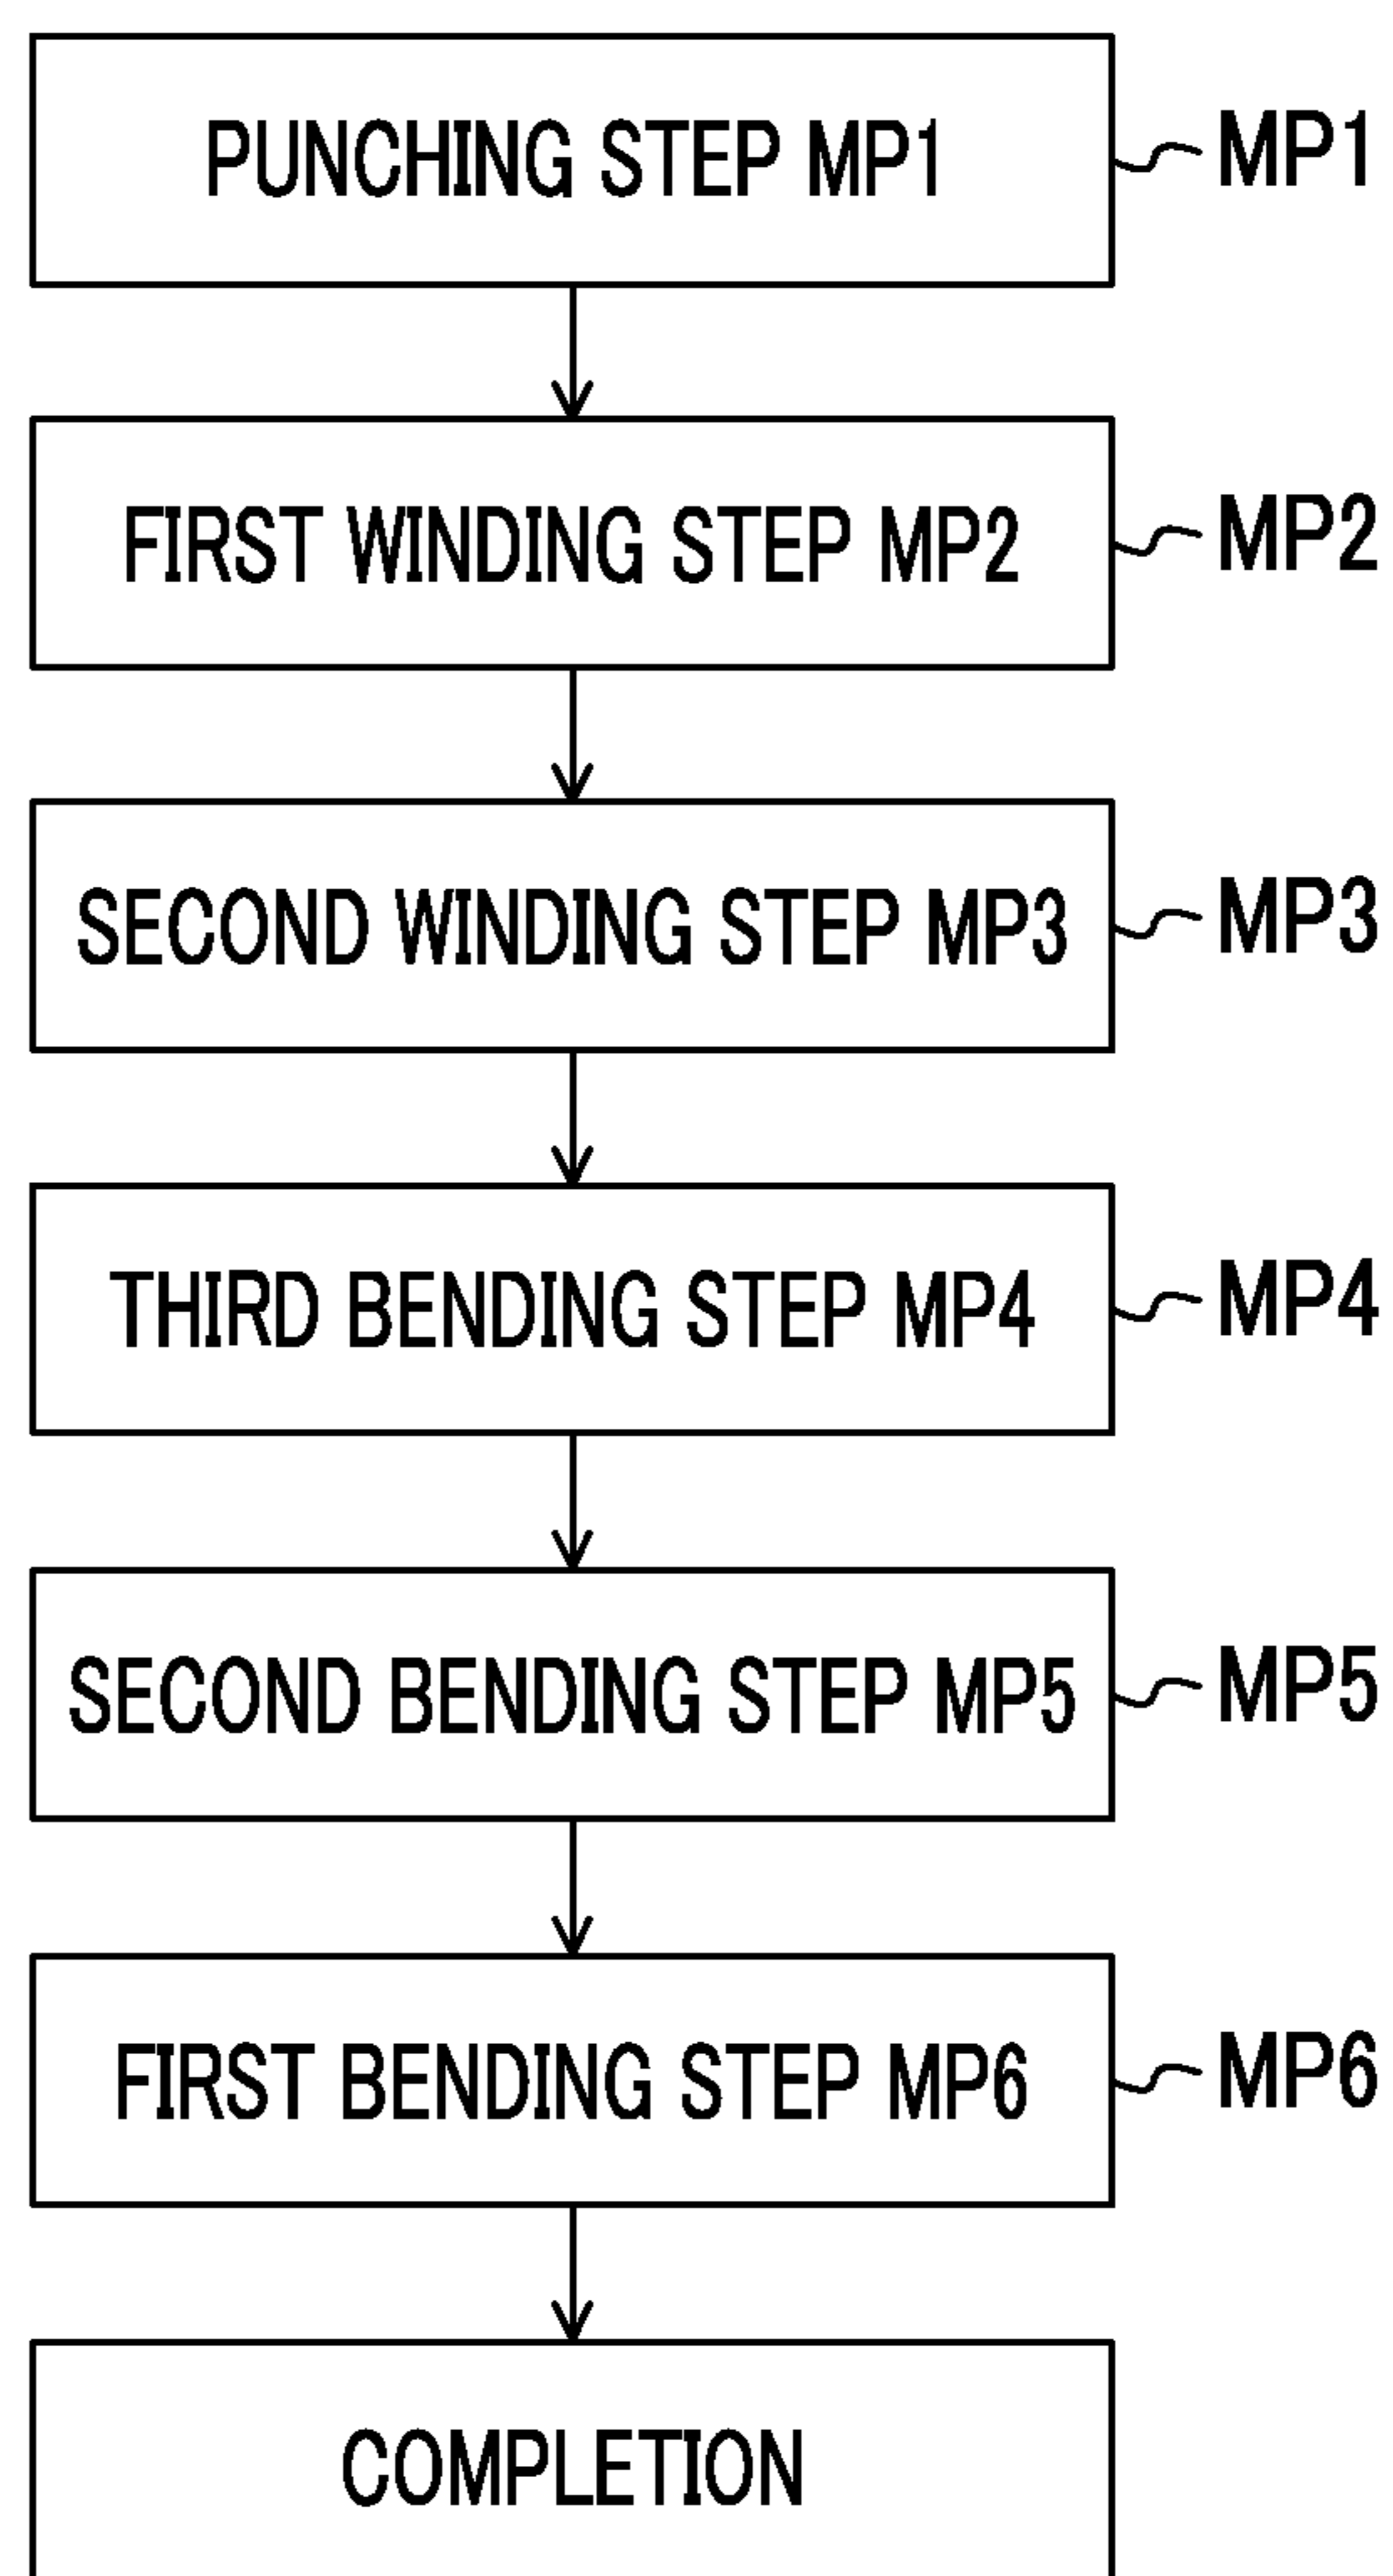 PUNCHING STEP MP1
MP1
FIRST WINDING STEP MP2
MP2
SECOND WINDING STEP MP3
MP3
THIRD BENDING STEP MP4
MP4
SECOND BENDING STEP MP5
MP5
FIRST BENDING STEP MP6
MP6
COMPLETION